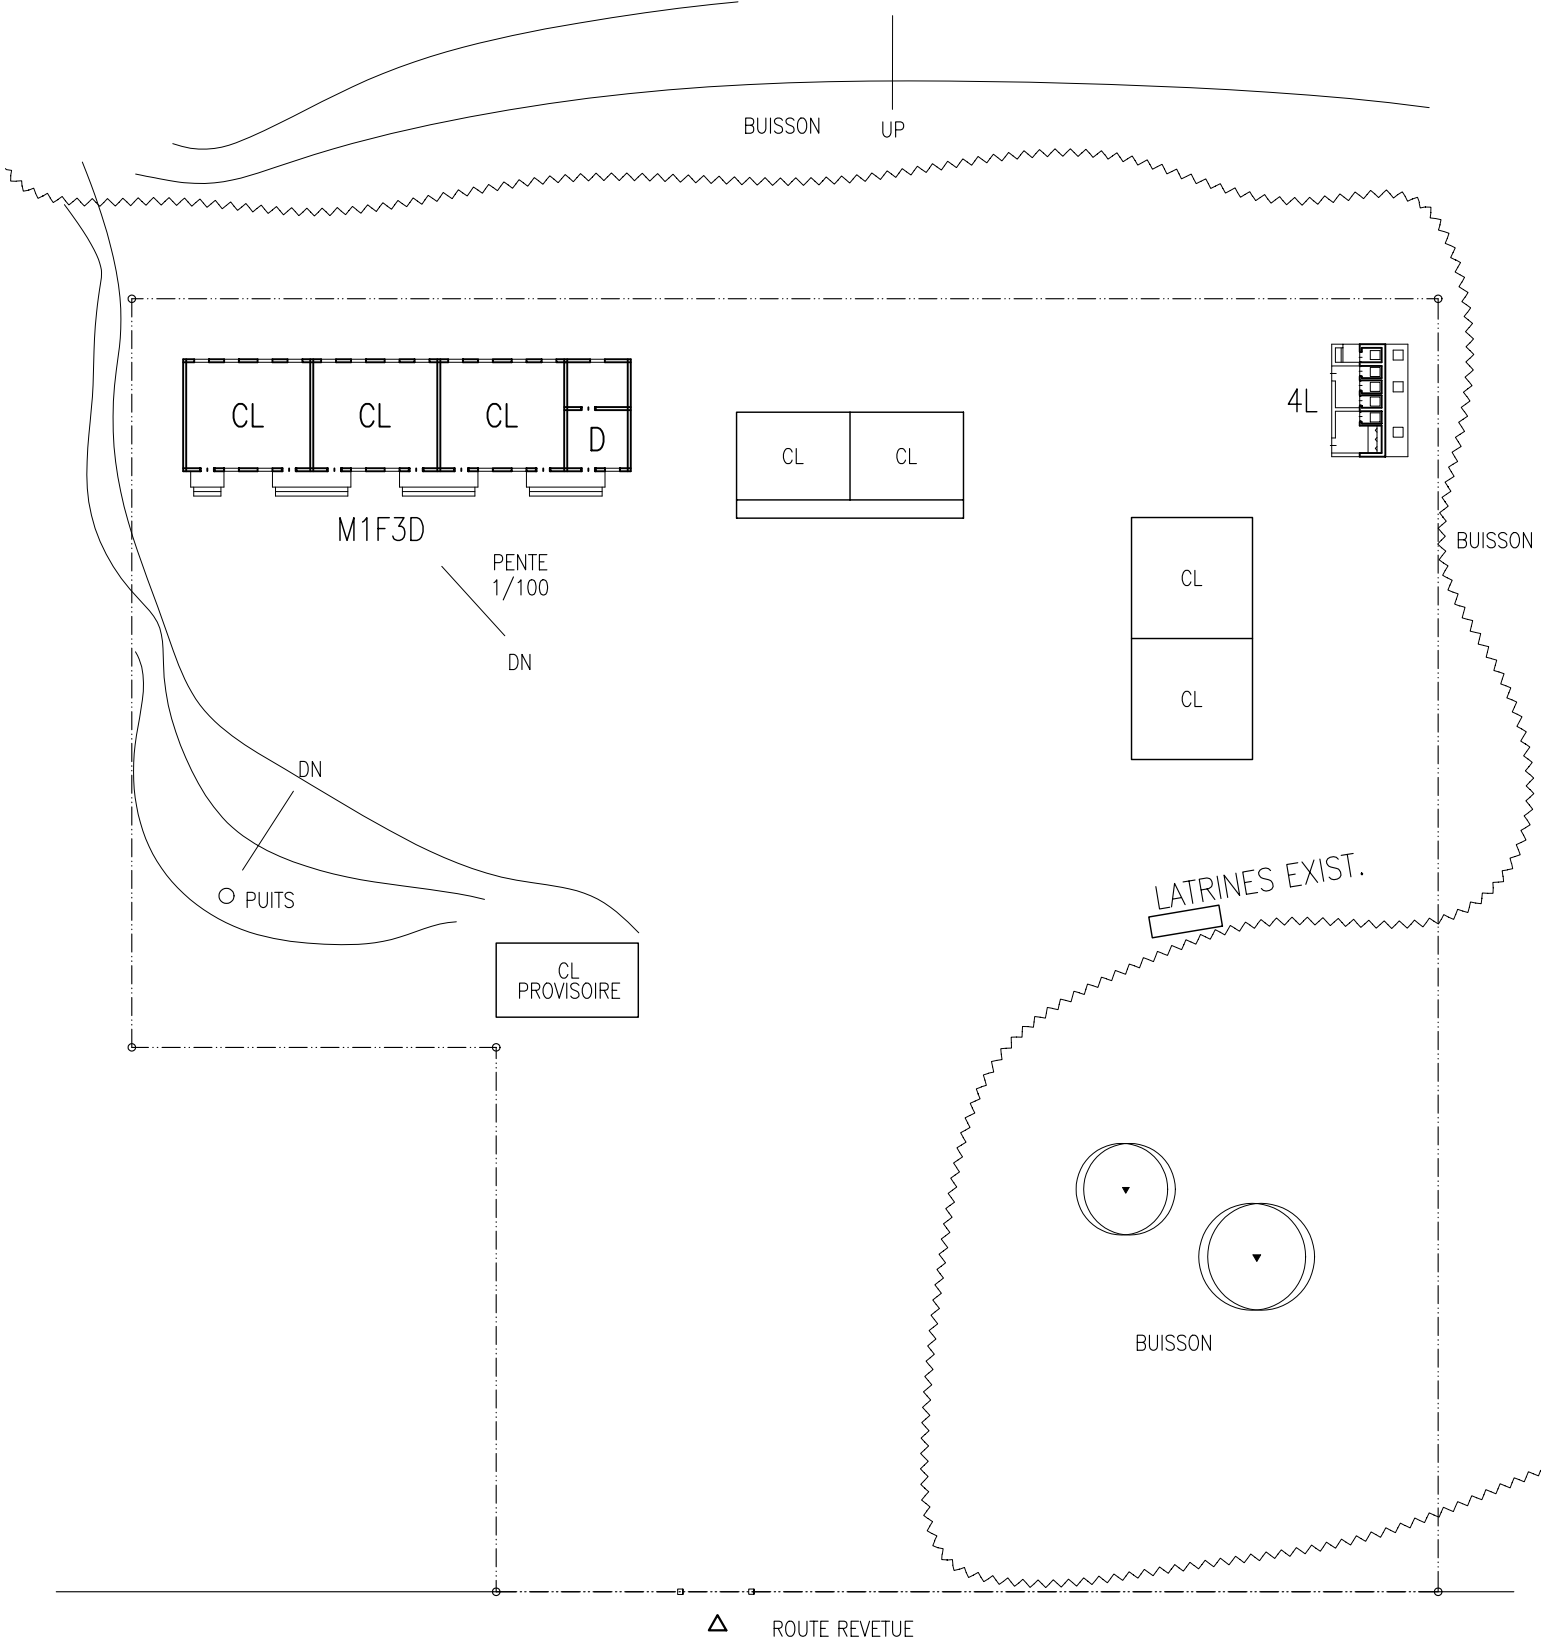 BUISSON
UP
4L
CL
CL
CL
D
CL
CL
M1F3D
BUISSON
PENTE
1/100
CL
DN
CL
DN
LATRINES EXIST.
PUITS
CL
PROVISOIRE
BUISSON
ROUTE REVETUE